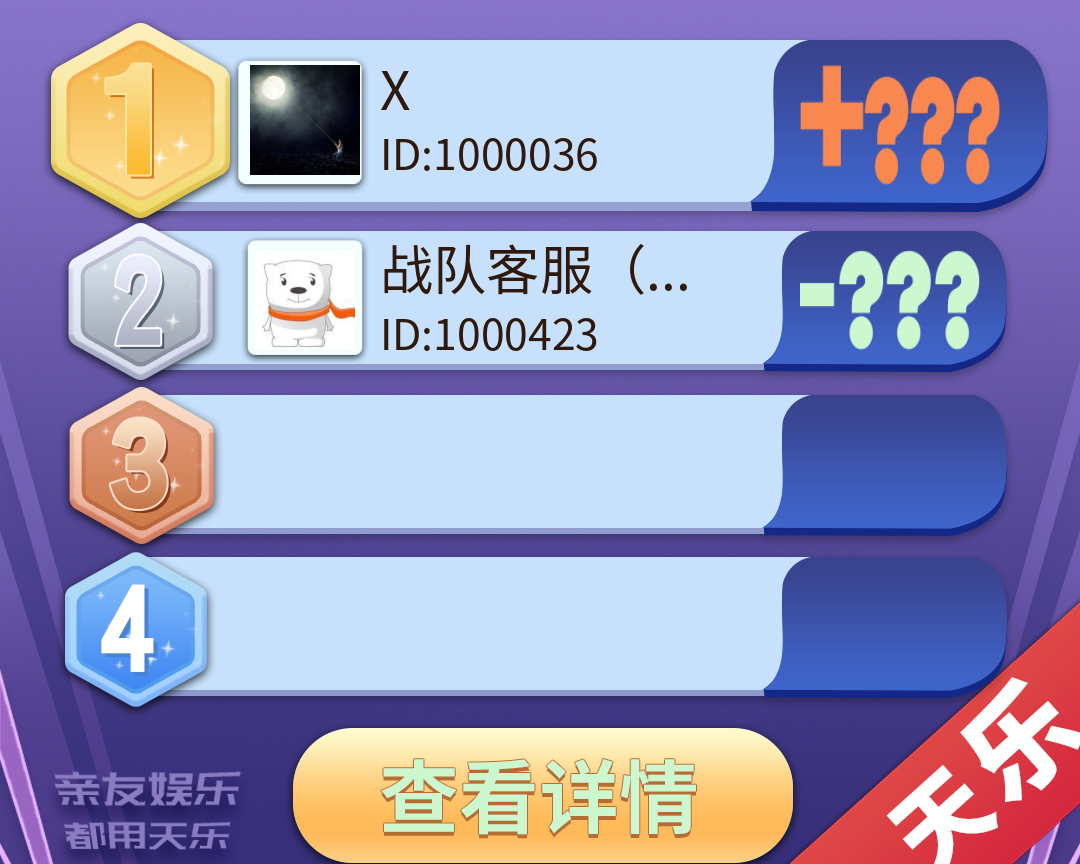 1
X
ID:1000036
+???
2
战队客服（...
ID:1000423
-???
3
4
查看详情
亲友娱乐
都用天乐
天乐